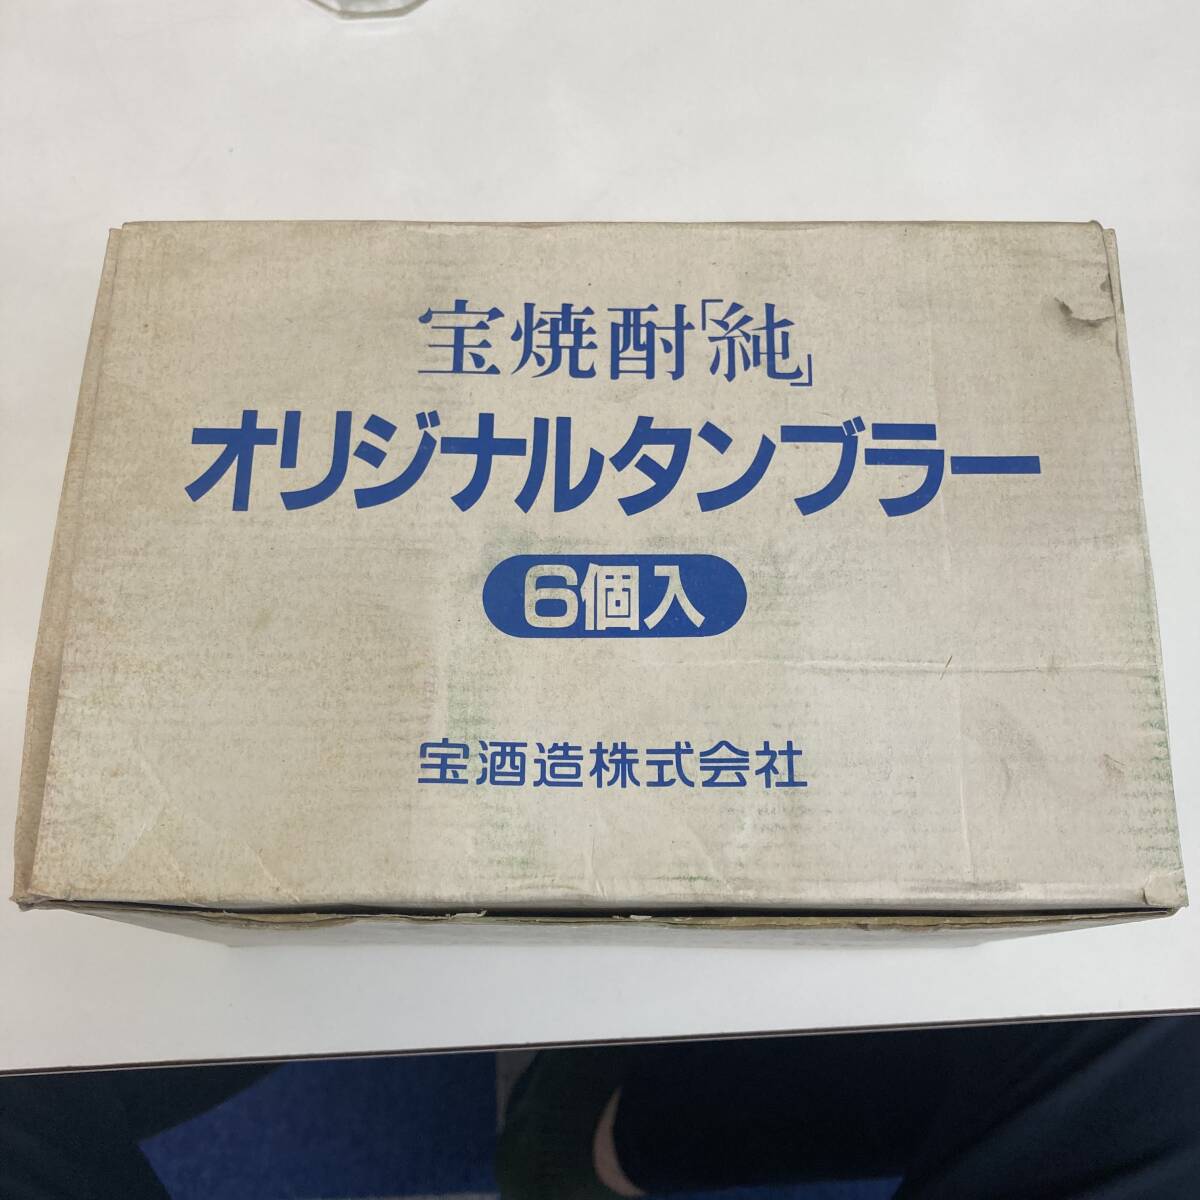 宝焼酎「純」
オリジナルタンブラー
6個入
宝酒造株式会社